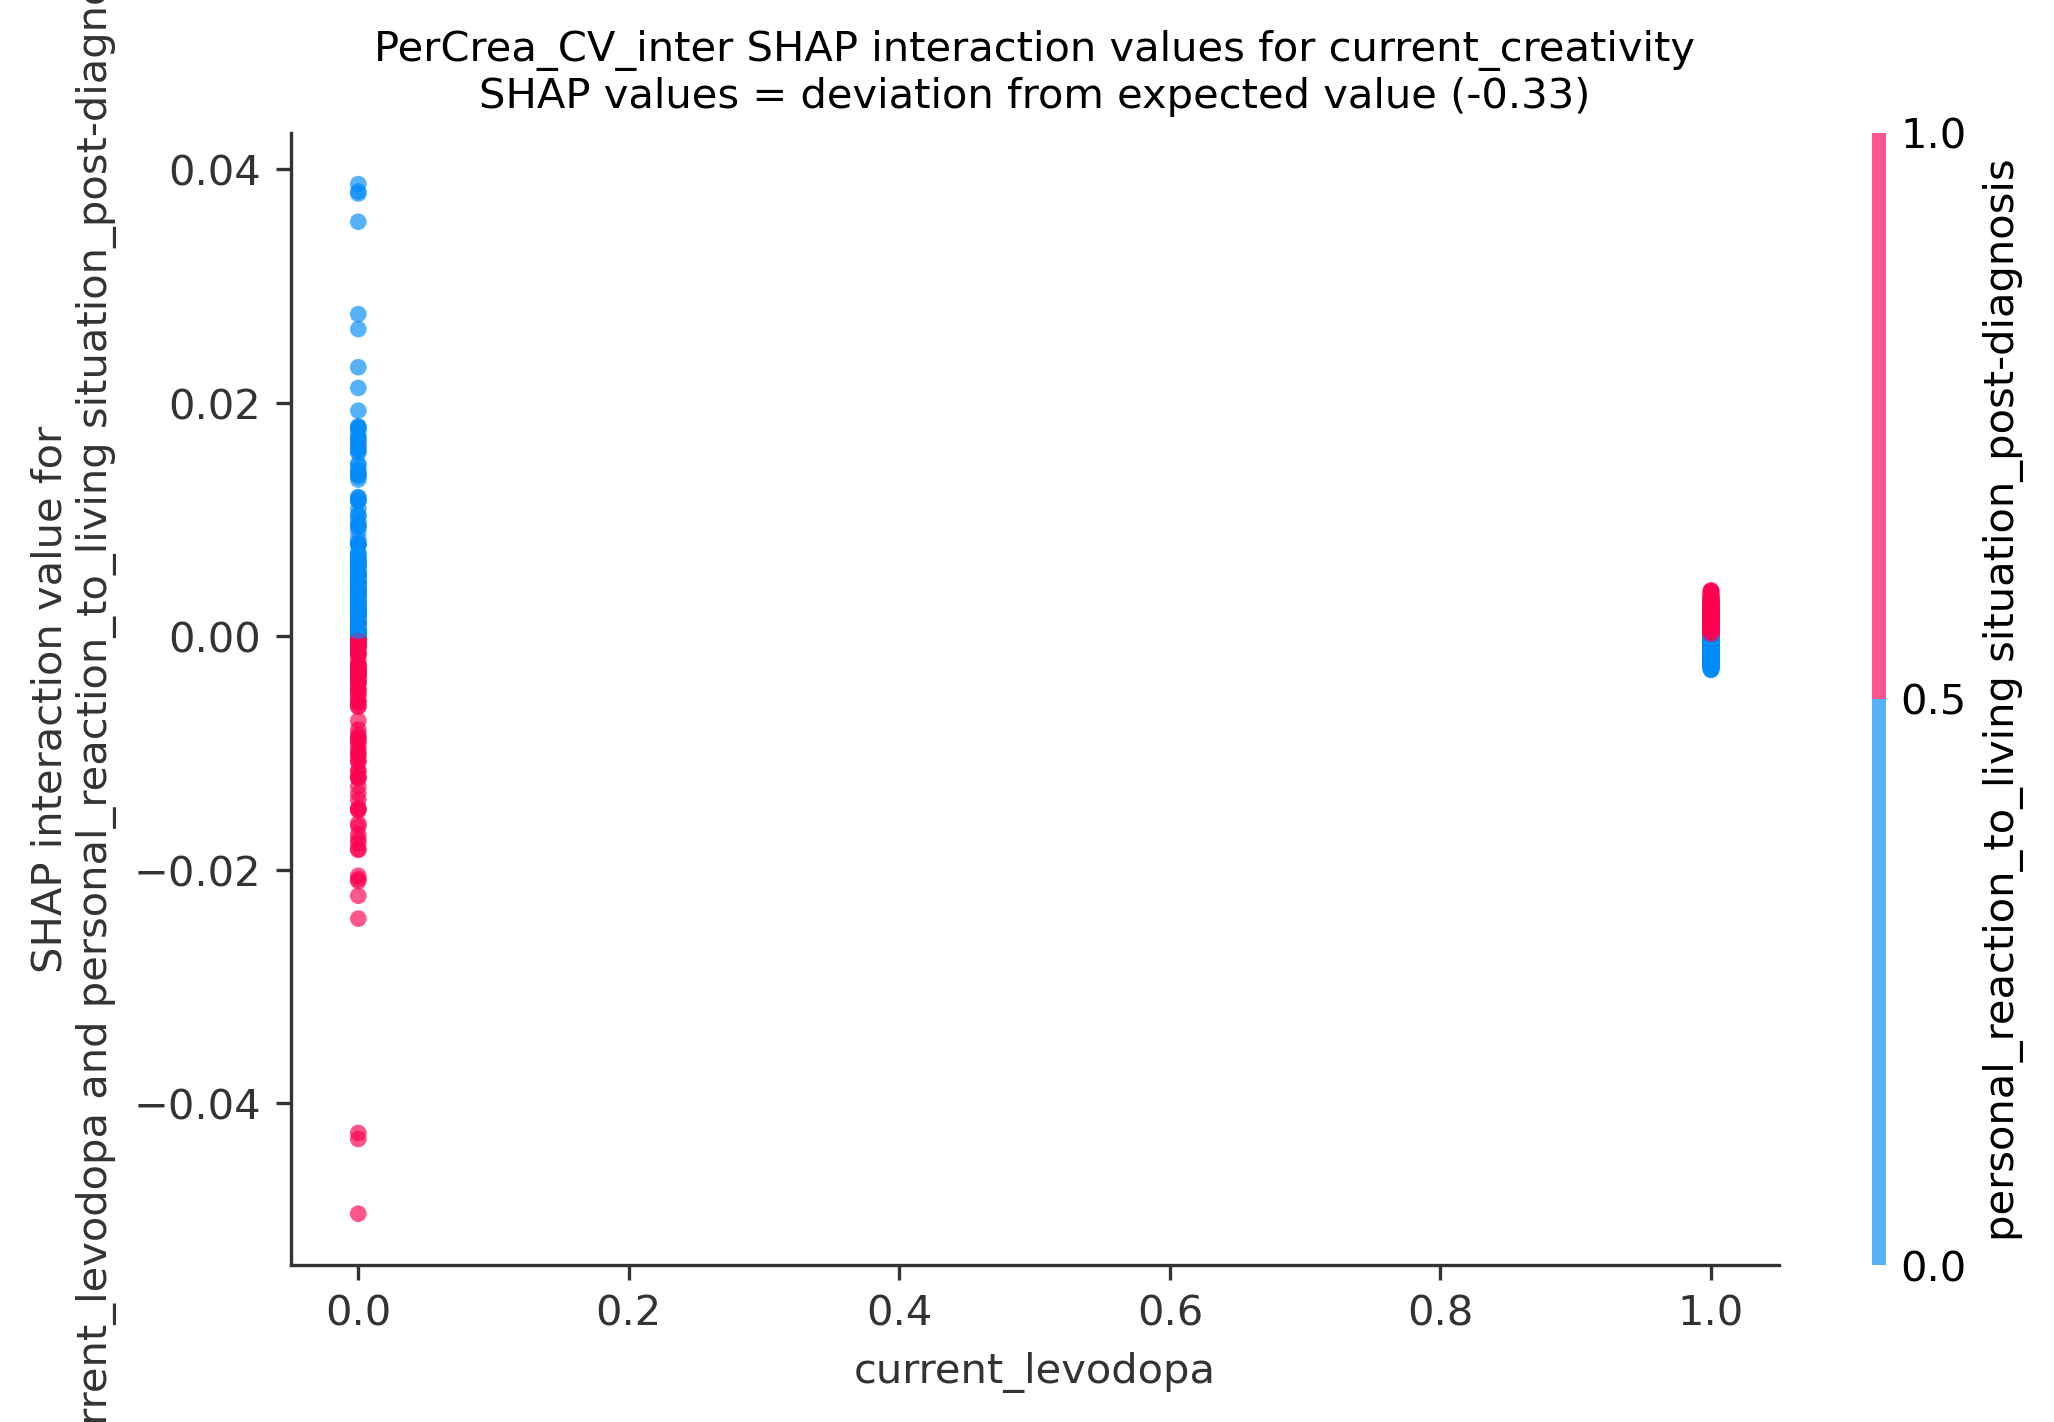 PerCrea_CV_inter SHAP interaction values for current_creativity
SHAP values = deviation from expected value (-0.33)
SHAP interaction value for
rrent_levodopa and personal_reaction_to_living situation_post-diagn
0.04
0.02
0.00
−0.02
−0.04
0.0
0.2
0.4
0.6
0.8
1.0
current_levodopa
1.0
0.5
0.0
personal_reaction_to_living situation_post-diagnosis